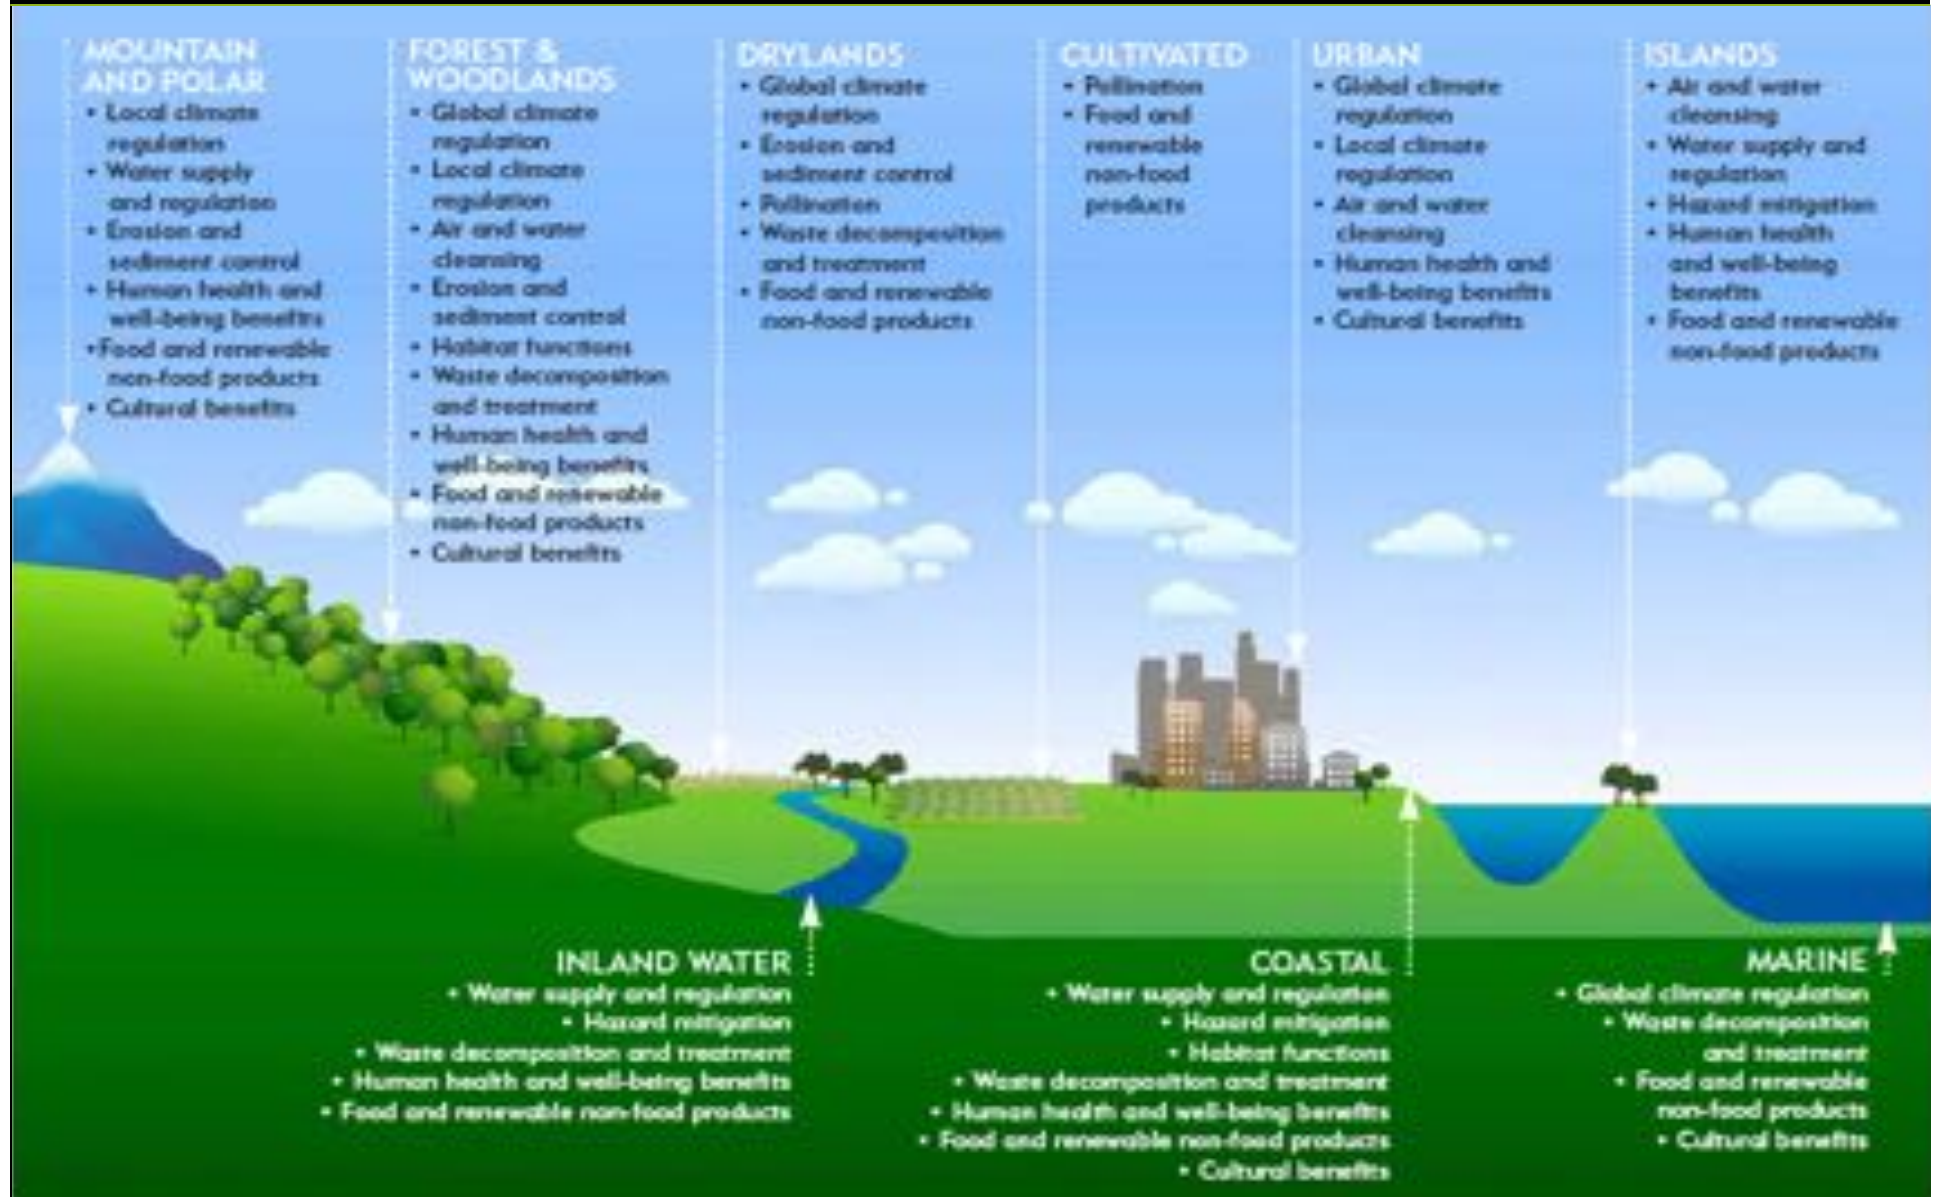 MOUNTAIN
AND POLAR
• Local climate
regulation
• Water supply
and regulation
• Erosion and
sediment control
• Human health and
well-being benefits
•Food and renewable
non-food products
• Cultural benefits
FOREST &
WOODLANDS
• Global climate
regulation
• Local climate
regulation
• Air and water
cleansing
• Erosion and
sediment control
• Habitat functions
• Waste decomposition
and treatment
• Human health and
well-being benefits
• Food and renewable
non-food products
• Cultural benefits
DRYLANDS
• Global climate
regulation
• Erosion and
sediment control
• Pollination
• Waste decomposition
and treatment
• Food and renewable
non-food products
CULTIVATED
• Pollination
• Food and
renewable
non-food
products
URBAN
• Global climate
regulation
• Local climate
regulation
• Air and water
cleansing
• Human health and
well-being benefits
• Cultural benefits
ISLANDS
• Air and water
cleansing
• Water supply and
regulation
• Hazard mitigation
• Human health
and well-being
benefits
• Food and renewable
non-food products
INLAND WATER
• Water supply and regulation
• Hazard mitigation
• Waste decomposition and treatment
• Human health and well-being benefits
• Food and renewable non-food products
COASTAL
• Water supply and regulation
• Hazard mitigation
• Habitat functions
• Waste decomposition and treatment
• Human health and well-being benefits
• Food and renewable non-food products
• Cultural benefits
MARINE
• Global climate regulation
• Waste decomposition
and treatment
• Food and renewable
non-food products
• Cultural benefits